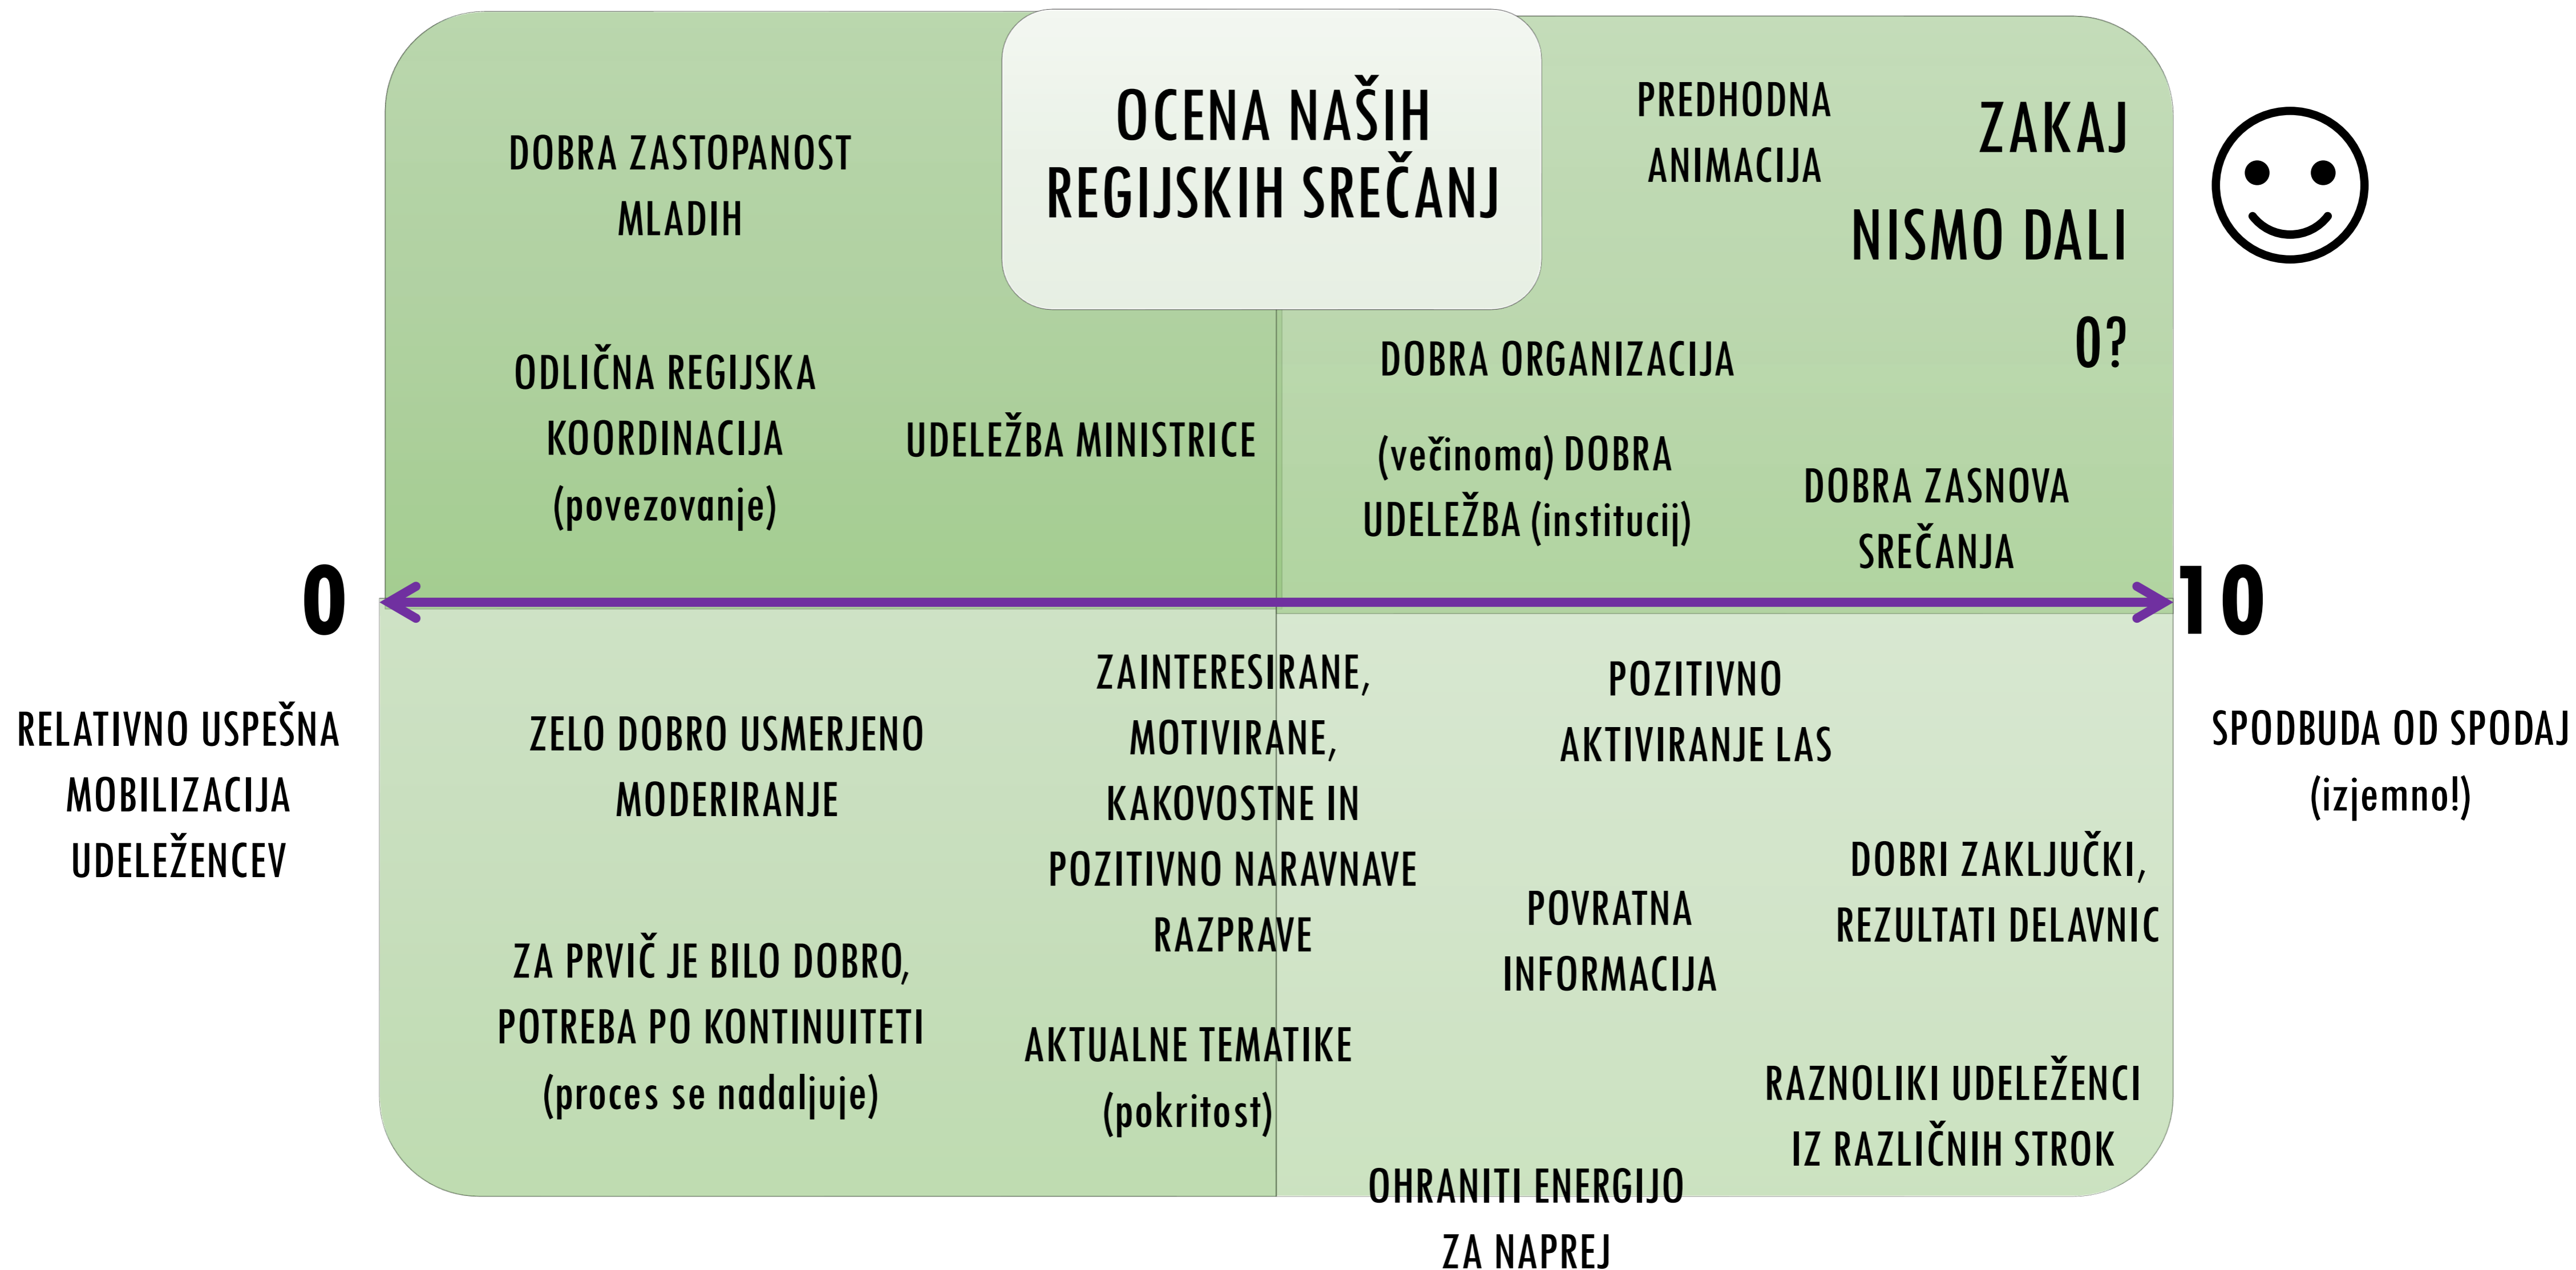 OCENA NAŠIH
REGIJSKIH SREČANJ
ZAKAJ
NISMO DALI
0?
DOBRA ZASTOPANOST
MLADIH
PREDHODNA
ANIMACIJA
ODLIČNA REGIJSKA
KOORDINACIJA
(povezovanje)
UDELEŽBA MINISTRICE
DOBRA ORGANIZACIJA
(večinoma) DOBRA
UDELEŽBA (institucij)
DOBRA ZASNOVA
SREČANJA
0
10
RELATIVNO USPEŠNA
MOBILIZACIJA
UDELEŽENCEV
ZELO DOBRO USMERJENO
MODERIRANJE
ZAINTERESIRANE,
MOTIVIRANE,
KAKOVOSTNE IN
POZITIVNO NARAVNAVE
RAZPRAVE
POZITIVNO
AKTIVIRANJE LAS
SPODBUDA OD SPODAJ
(izjemno!)
ZA PRVIČ JE BILO DOBRO,
POTREBA PO KONTINUITETI
(proces se nadaljuje)
AKTUALNE TEMATIKE
(pokritost)
POVRATNA
INFORMACIJA
DOBRI ZAKLJUČKI,
REZULTATI DELAVNIC
RAZNOLIKI UDELEŽENCI
IZ RAZLIČNIH STROK
OHRANITI ENERGIJO
ZA NAPREJ